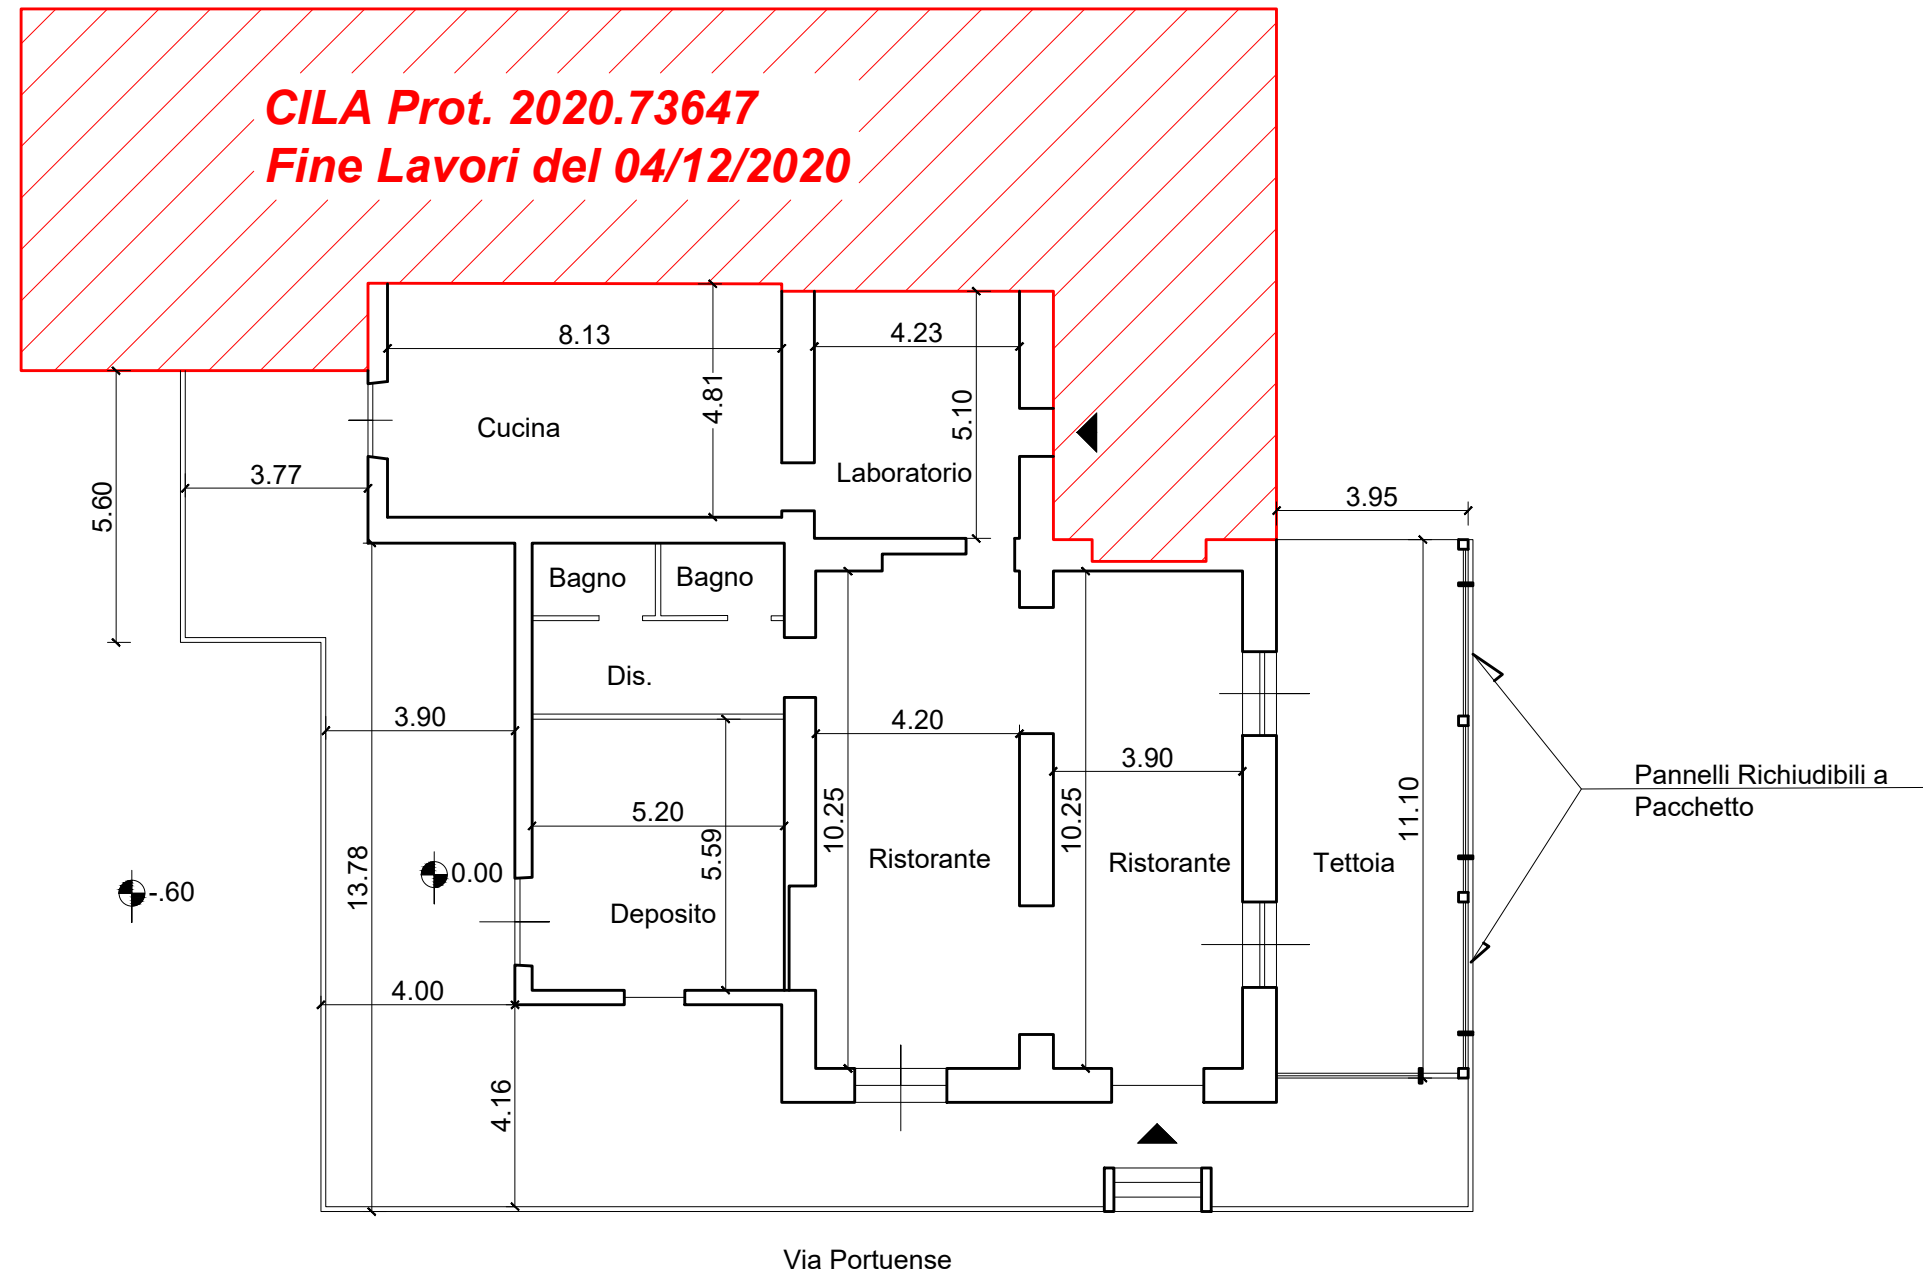 CILA Prot. 2020.73647
Fine Lavori del 04/12/2020
8.13
4.23
4.81
5.10
Cucina
Laboratorio
3.77
5.60
3.95
Bagno
Bagno
Dis.
3.90
4.20
3.90
5.20
5.59
10.25
10.25
11.10
Pannelli Richiudibili a
Pacchetto
Ristorante
Ristorante
Tettoia
13.78
0.00
-.60
Deposito
4.00
4.16
Via Portuense